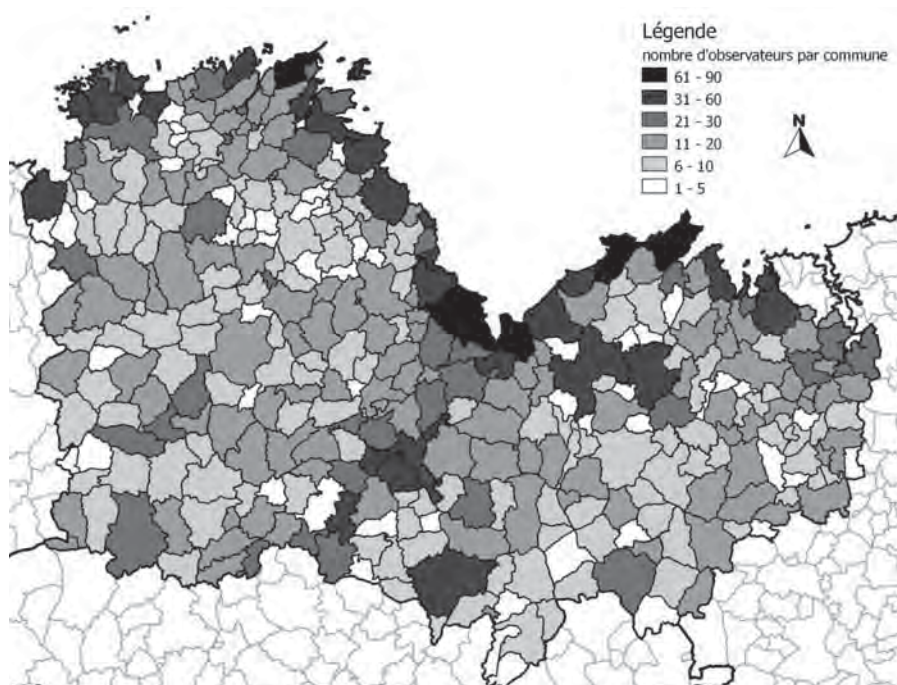 Légende
nombre d'observateurs par commune
61 - 90
31 - 60
21 - 30
11 - 20
6 - 10
1 - 5
N